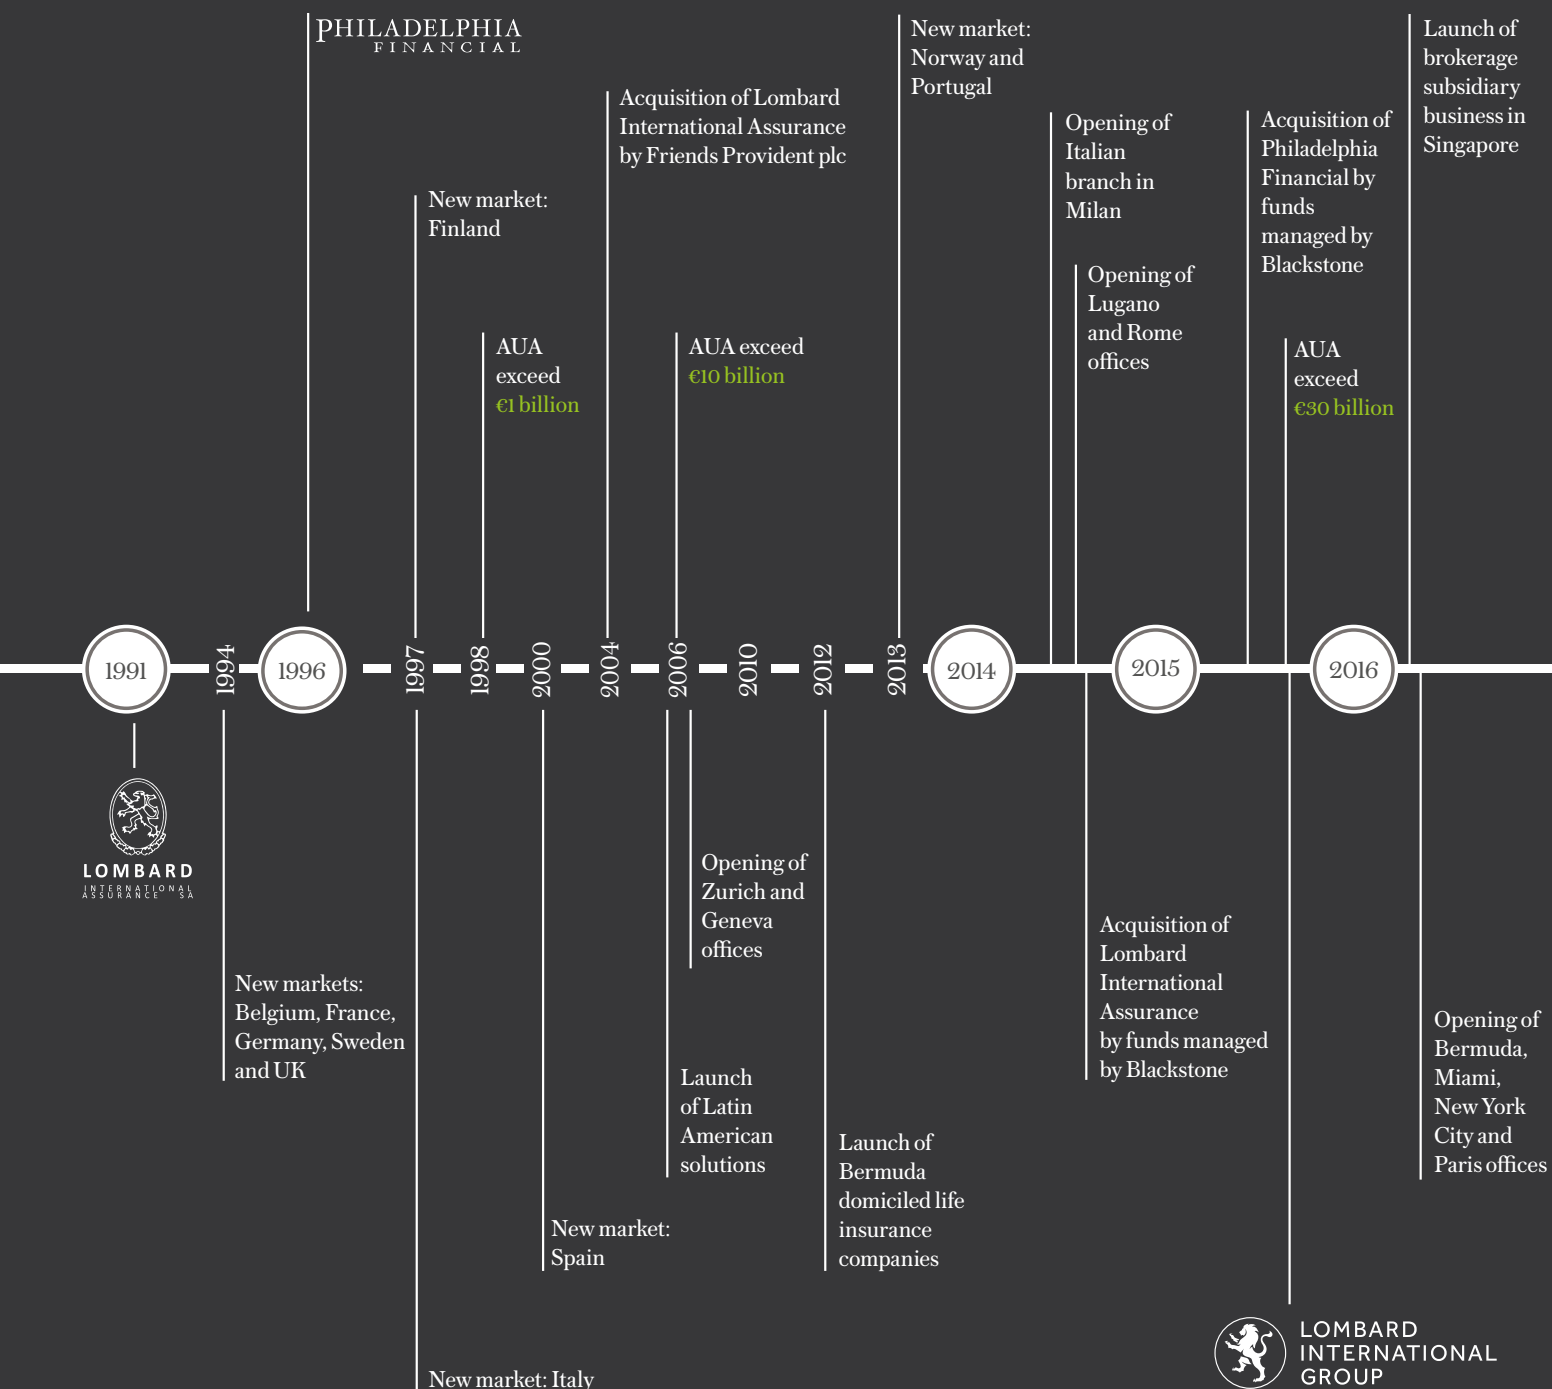 PHILADELPHIA
FINANCIAL
New market:
Finland
AUA
exceed
€1 billion
Acquisition of Lombard
International Assurance
by Friends Provident plc
AUA exceed
€10 billion
New market:
Norway and
Portugal
Opening of
Italian
branch in
Milan
Opening of
Lugano
and Rome
offices
Acquisition of
Philadelphia
Financial by
funds
managed by
Blackstone
AUA
exceed
€30 billion
Launch of
brokerage
subsidiary
business in
Singapore
1991
1994
1996
1997
1998
2000
2004
2006
2010
2012
2013
2014
2015
2016
LOMBARD
INTERNATIONAL
ASSURANCE SA
New markets:
Belgium, France,
Germany, Sweden
and UK
New market: Italy
New market:
Spain
Launch
of Latin
American
solutions
Opening of
Zurich and
Geneva
offices
Launch of
Bermuda
domiciled life
insurance
companies
Acquisition of
Lombard
International
Assurance
by funds managed
by Blackstone
LOMBARD
INTERNATIONAL
GROUP
Opening of
Bermuda,
Miami,
New York
City and
Paris offices